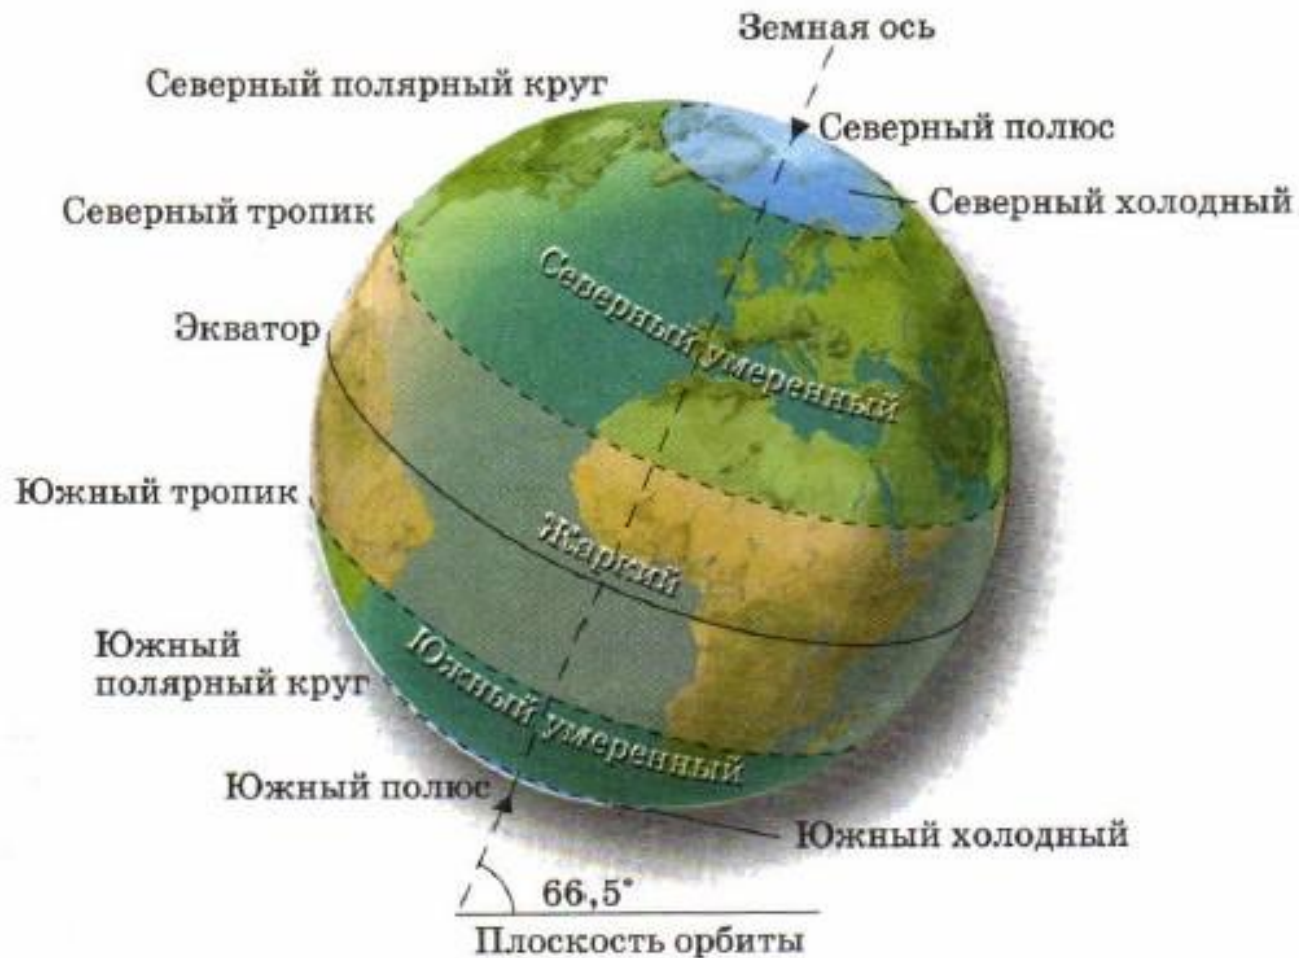 Земная ось
Северный полярный круг
Северный полюс
Северный холодный
Северный тропик
Северный умеренный
Экватор
Южный тропик
Жаркий
Южный
полярный круг
Южный умеренный
Южный полюс
Южный холодный
66,5°
Плоскость орбиты